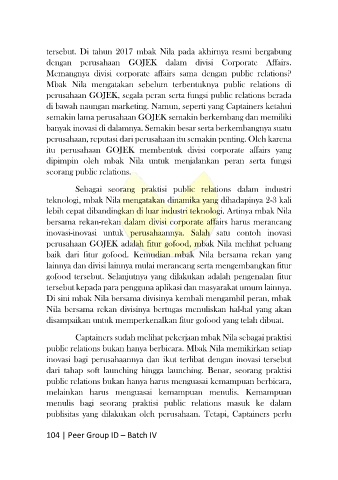 tersebut. Di tahun 2017 mbak Nila pada akhirnya resmi bergabung
dengan perusahaan GOJEK dalam divisi Corporate Affairs.
Memangnya divisi corporate affairs sama dengan public relations?
Mbak Nila mengatakan sebelum terbentuknya public relations di
perusahaan GOJEK, segala peran serta fungsi public relations berada
di bawah naungan marketing. Namun, seperti yang Captainers ketahui
semakin lama perusahaan GOJEK semakin berkembang dan memiliki
banyak inovasi di dalamnya. Semakin besar serta berkembangnya suatu
perusahaan, reputasi dari perusahaan itu semakin penting. Oleh karena
itu perusahaan GOJEK membentuk divisi corporate affairs yang
dipimpin oleh mbak Nila untuk menjalankan peran serta fungsi
seorang public relations.
Sebagai seorang praktisi public relations dalam industri
teknologi, mbak Nila mengatakan dinamika yang dihadapinya 2-3 kali
lebih cepat dibandingkan di luar industri teknologi. Artinya mbak Nila
bersama rekan-rekan dalam divisi corporate affairs harus merancang
inovasi-inovasi untuk perusahaannya. Salah satu contoh inovasi
perusahaan GOJEK adalah fitur gofood, mbak Nila melihat peluang
baik dari fitur gofood. Kemudian mbak Nila bersama rekan yang
lainnya dan divisi lainnya mulai merancang serta mengembangkan fitur
gofood tersebut. Selanjutnya yang dilakukan adalah pengenalan fitur
tersebut kepada para pengguna aplikasi dan masyarakat umum lainnya.
Di sini mbak Nila bersama divisinya kembali mengambil peran, mbak
Nila bersama rekan divisinya bertugas menuliskan hal-hal yang akan
disampaikan untuk memperkenalkan fitur gofood yang telah dibuat.
Captainers sudah melihat pekerjaan mbak Nila sebagai praktisi
public relations bukan hanya berbicara. Mbak Nila memikirkan setiap
inovasi bagi perusahaannya dan ikut terlibat dengan inovasi tersebut
dari tahap soft launching hingga launching. Benar, seorang praktisi
public relations bukan hanya harus menguasai kemampuan berbicara,
melainkan harus menguasai kemampuan menulis. Kemampuan
menulis bagi seorang praktisi public relations masuk ke dalam
publisitas yang dilakukan oleh perusahaan. Tetapi, Captainers perlu
104 | Peer Group ID – Batch IV